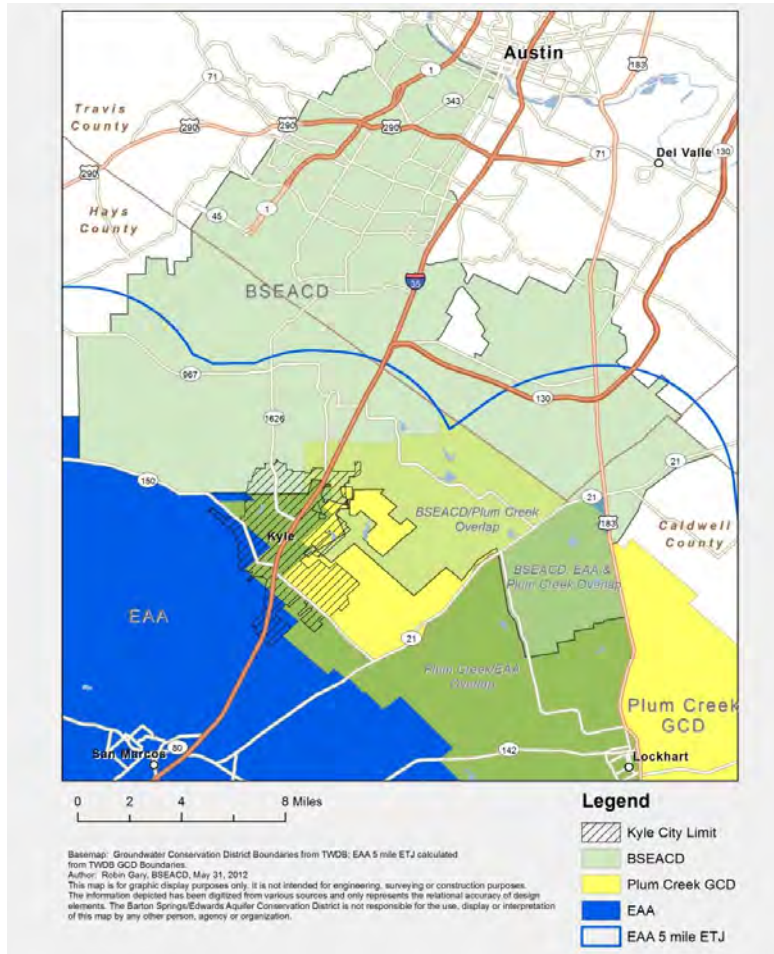 Austin
183
1
71
343
Travis
County
290
290
290
71
Del Valle
130
290
Hays
County
45
1
BSEACD
35
967
130
1626
21
150
BSEACD/Plum Creek
Overlap
21
183
Caldwell
County
Kyle
BSEACD, EAA &
Plum Creek Overlap
EAA
21
Plum Creek/EAA
Overlap
Plum Creek
GCD
San Marcos
80
142
Lockhart
0 2 4 8 Miles
Legend
Kyle City Limit
BSEACD
Plum Creek GCD
EAA
EAA 5 mile ETJ
Basemap: Groundwater Conservation District Boundaries from TWDB; EAA 5 mile ETJ calculated
from TWDB GCD Boundaries.
Author: Robin Gary, BSEACD, May 31, 2012
This map is for graphic display purposes only. It is not intended for engineering, surveying or construction purposes.
The information depicted has been digitized from various sources and only represents the relational accuracy of design
elements. The Barton Springs/Edwards Aquifer Conservation District is not responsible for the use, display or interpretation
of this map by any other person, agency or organization.